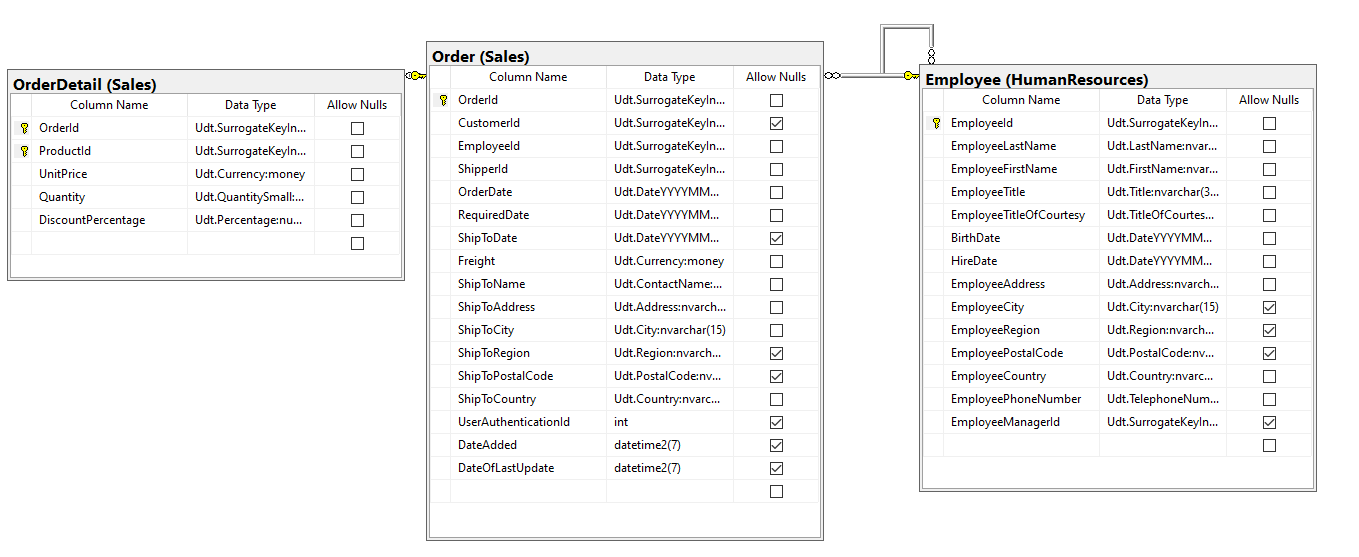 OrderDetail (Sales)
Column Name Data Type Allow Nulls
OrderId Udt.SurrogateKeyIn...
ProductId Udt.SurrogateKeyIn...
UnitPrice Udt.Currency:money
Quantity Udt.QuantitySmall:...
DiscountPercentage Udt.Percentage:nu...
Order (Sales)
Column Name Data Type Allow Nulls
OrderId Udt.SurrogateKeyIn...
CustomerId Udt.SurrogateKeyIn...
EmployeeId Udt.SurrogateKeyIn...
ShipperId Udt.SurrogateKeyIn...
OrderDate Udt.DateYYYYMM...
RequiredDate Udt.DateYYYYMM...
ShipToDate Udt.DateYYYYMM...
Freight Udt.Currency:money
ShipToName Udt.ContactName:...
ShipToAddress Udt.Address:nvarch...
ShipToCity Udt.City:nvarchar(15)
ShipToRegion Udt.Region:nvarch...
ShipToPostalCode Udt.PostalCode:nv...
ShipToCountry Udt.Country:nvarc...
UserAuthenticationId int
DateAdded datetime2(7)
DateOfLastUpdate datetime2(7)
Employee (HumanResources)
Column Name Data Type Allow Nulls
EmployeeId Udt.SurrogateKeyIn...
EmployeeLastName Udt.LastName:nvar...
EmployeeFirstName Udt.FirstName:nvar...
EmployeeTitle Udt.Title:nvarchar(3...
EmployeeTitleOfCourtesy Udt.TitleOfCourtes...
BirthDate Udt.DateYYYYMM...
HireDate Udt.DateYYYYMM...
EmployeeAddress Udt.Address:nvarch...
EmployeeCity Udt.City:nvarchar(15)
EmployeeRegion Udt.Region:nvarch...
EmployeePostalCode Udt.PostalCode:nv...
EmployeeCountry Udt.Country:nvarc...
EmployeePhoneNumber Udt.TelephoneNum...
EmployeeManagerId Udt.SurrogateKeyIn...